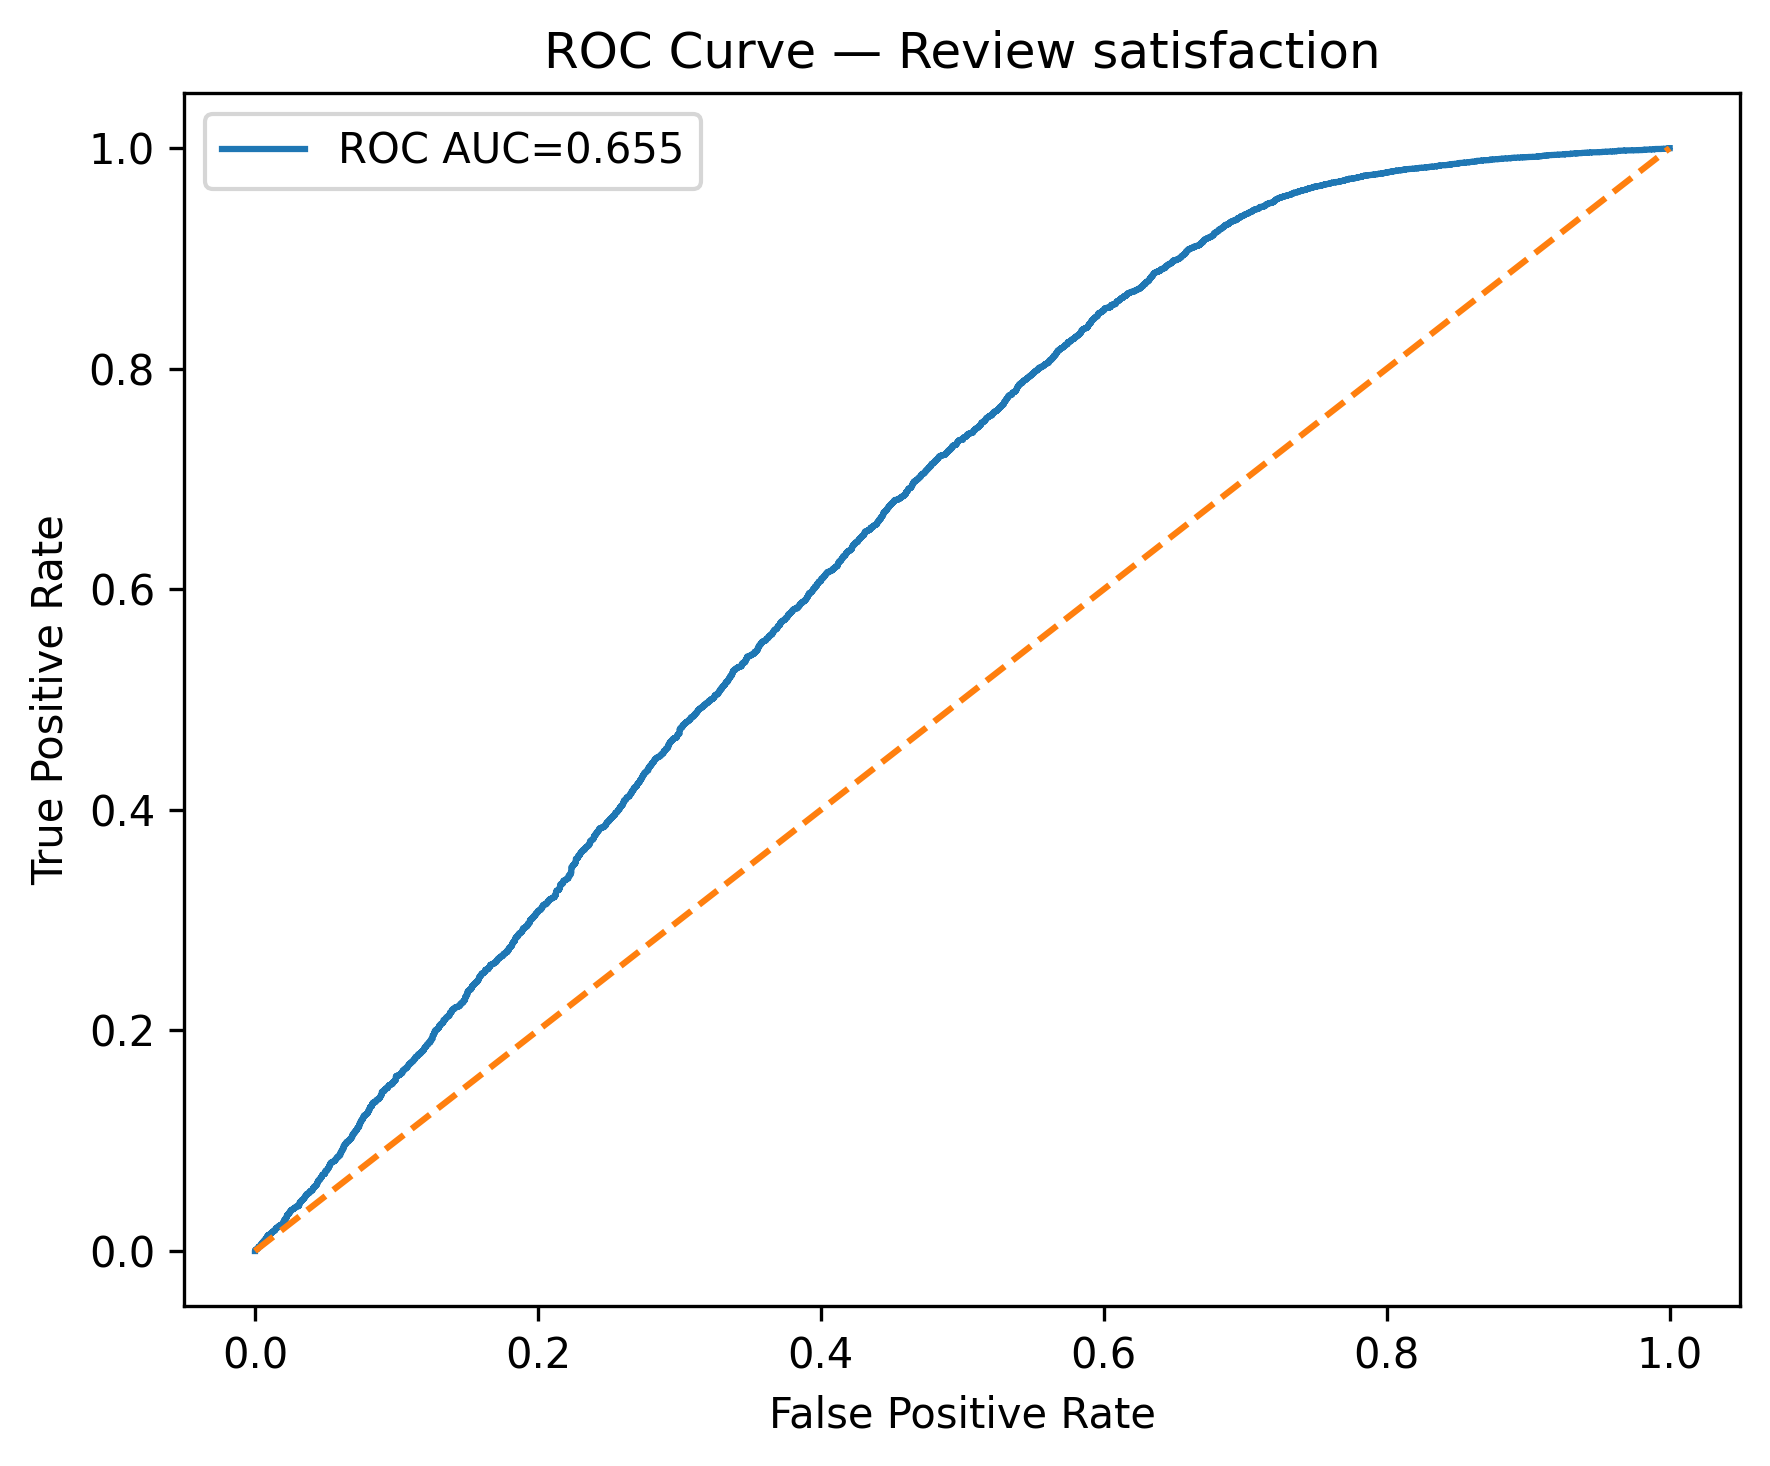 ROC Curve — Review satisfaction
ROC AUC=0.655
True Positive Rate
1.0
0.8
0.6
0.4
0.2
0.0
0.0 0.2 0.4 0.6 0.8 1.0
False Positive Rate